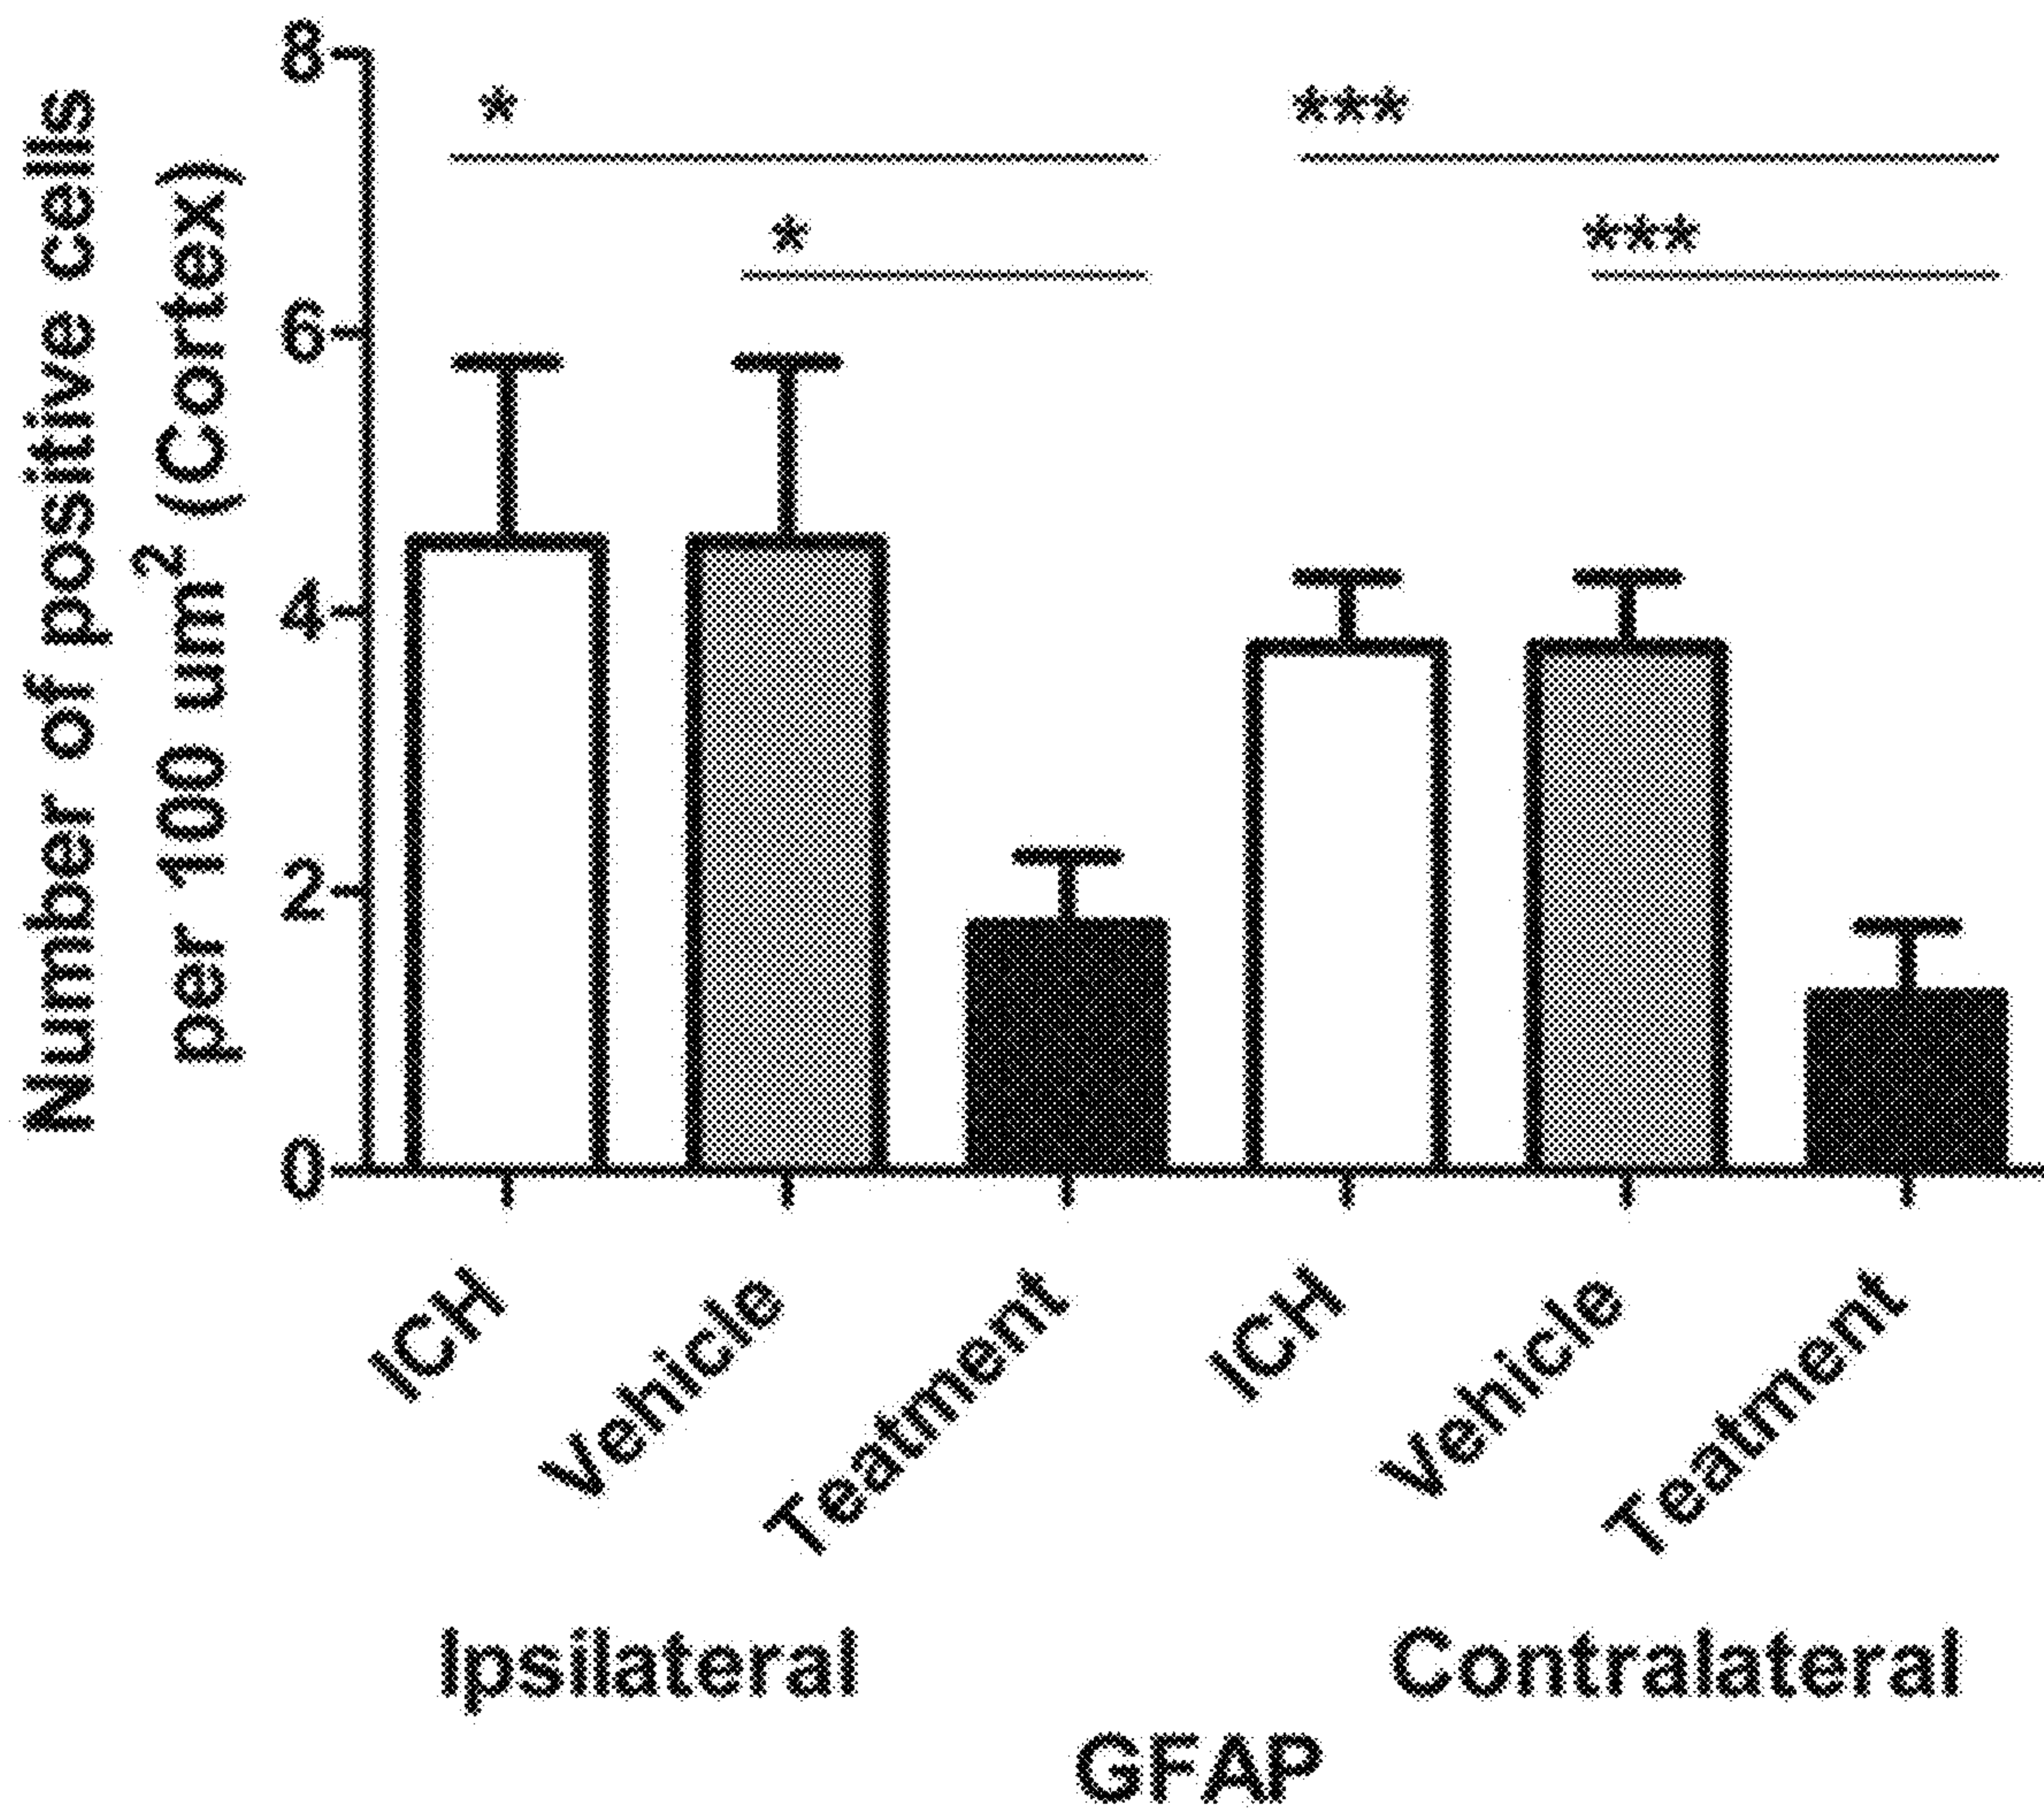 Number of positive cells
per 100 um² (Cortex)
8
6
4
2
0
*
***
*
***
ICH
Vehicle
Teatment
ICH
Vehicle
Teatment
Ipsilateral
Contralateral
GFAP